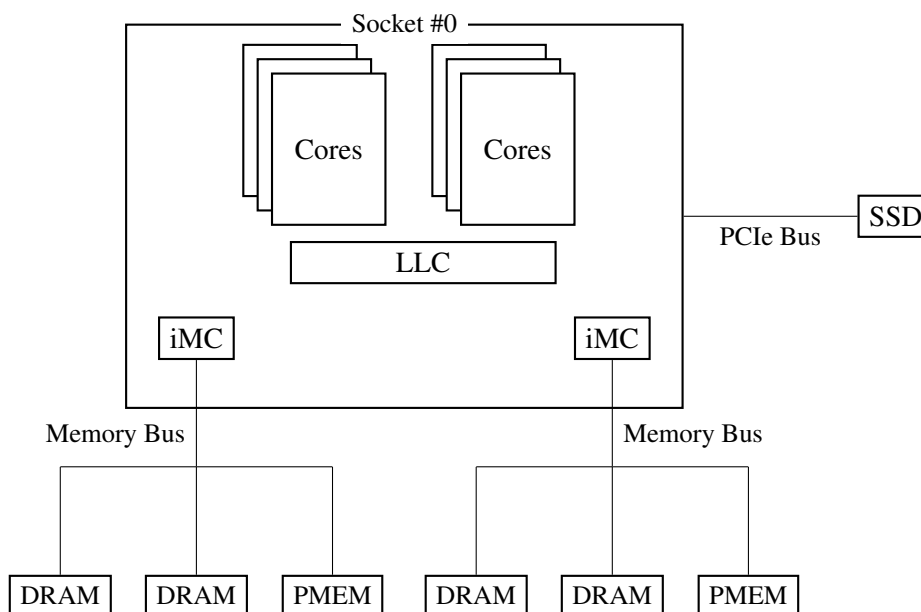 Socket #0
Cores
Cores
SSD
PCIe Bus
LLC
iMC
iMC
Memory Bus
Memory Bus
DRAM
DRAM
PMEM
DRAM
DRAM
PMEM